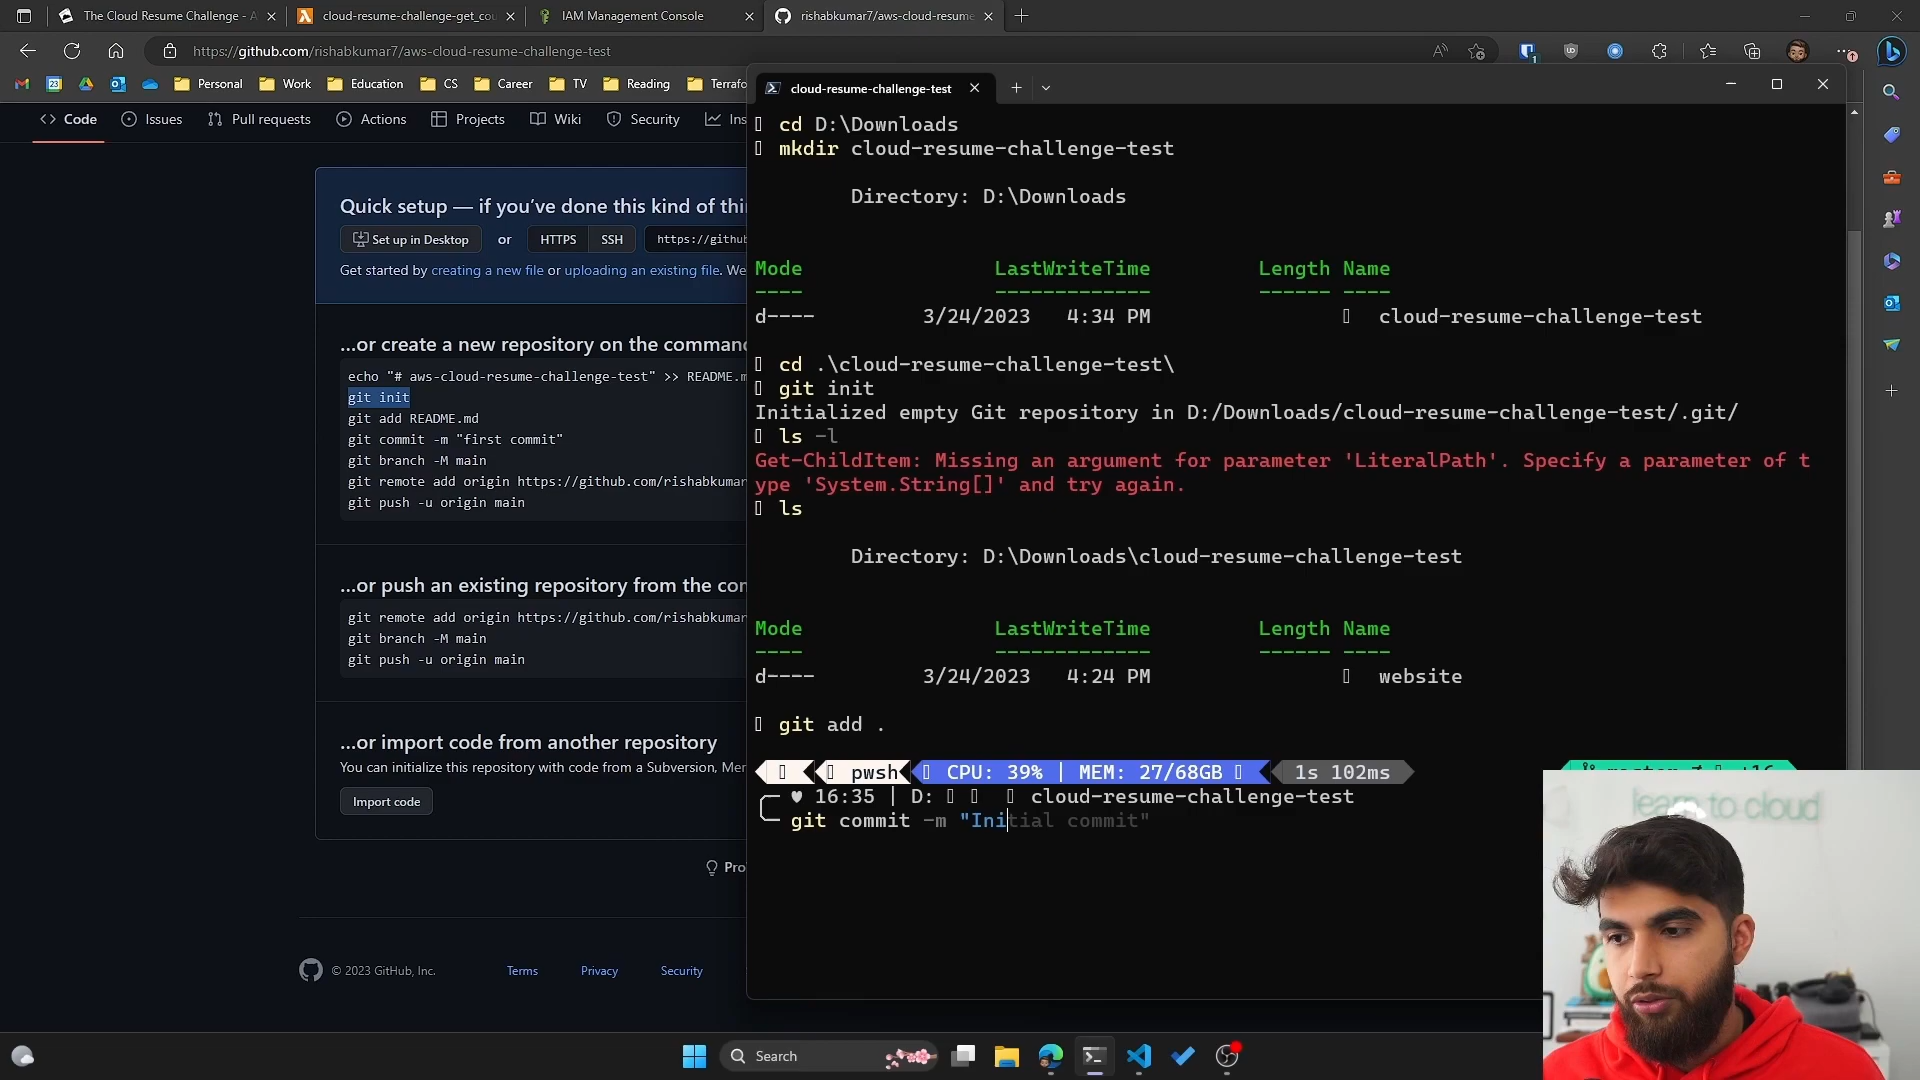 The Cloud Resume Challenge - A
cloud-resume-challenge-get_cou
IAM Management Console
rishabkumar7/aws-cloud-resume
https://github.com/rishabkumar7/aws-cloud-resume-challenge-test
Personal
Work
Education
CS
Career
TV
Reading
Terrafo
Code
Issues
Pull requests
Actions
Projects
Wiki
Security
Ins
Quick setup — if you’ve done this kind of thi
Set up in Desktop
or
HTTPS
SSH
https://githu
Get started by creating a new file or uploading an existing file. We
...or create a new repository on the comman
echo "# aws-cloud-resume-challenge-test" >> README.m
git init
git add README.md
git commit -m "first commit"
git branch -M main
git remote add origin https://github.com/rishabkumar
git push -u origin main
...or push an existing repository from the co
git remote add origin https://github.com/rishabkumar
git branch -M main
git push -u origin main
...or import code from another repository
You can initialize this repository with code from a Subversion, Mer
Import code
Pro
© 2023 GitHub, Inc.
Terms
Privacy
Security
cloud-resume-challenge-test
cd D:\Downloads
mkdir cloud-resume-challenge-test
Directory: D:\Downloads
Mode LastWriteTime Length Name
---- ------------- ------ ----
d---- 3/24/2023 4:34 PM cloud-resume-challenge-test
cd .\cloud-resume-challenge-test\
git init
Initialized empty Git repository in D:/Downloads/cloud-resume-challenge-test/.git/
ls -l
Get-ChildItem: Missing an argument for parameter 'LiteralPath'. Specify a parameter of t
ype 'System.String[]' and try again.
ls
Directory: D:\Downloads\cloud-resume-challenge-test
Mode LastWriteTime Length Name
---- ------------- ------ ----
d---- 3/24/2023 4:24 PM website
git add .
pwsh CPU: 39% | MEM: 27/68GB 1s 102ms
♥ 16:35 | D: cloud-resume-challenge-test
git commit -m "Initial commit"
learn to cloud
Search